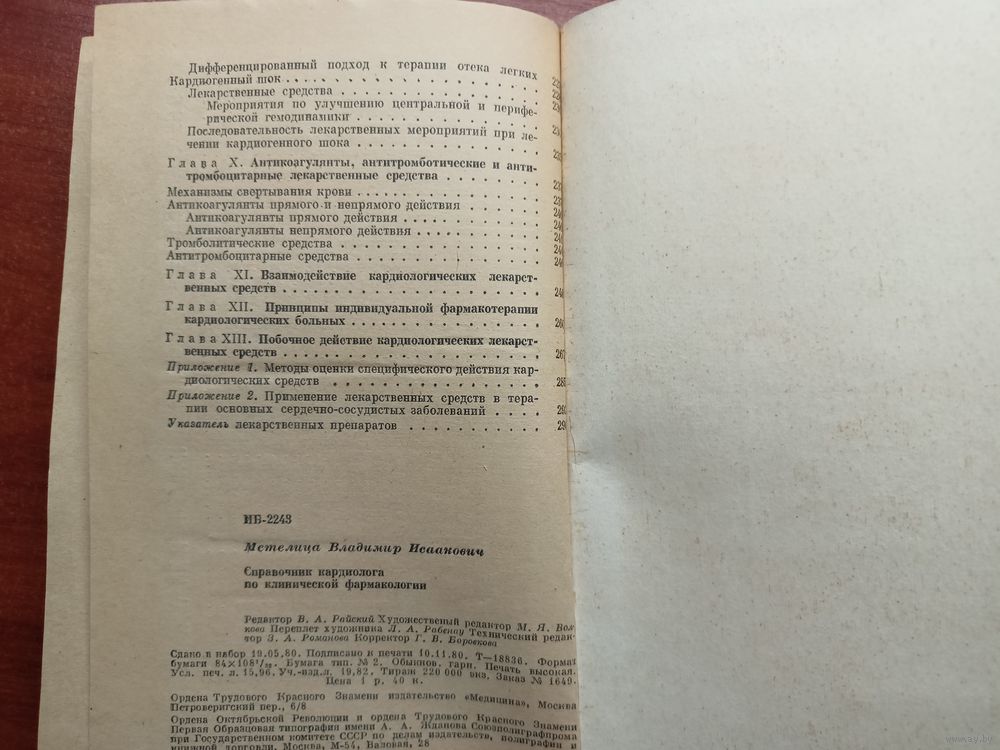 Дифференцированный подход к терапии отека легких
Кардиогенный шок . . . . . . . . . . . . . . . . .
Лекарственные средства . . . . . . . . . . . .
Мероприятия по улучшению центральной и перифе-
рической гемодинамики . . . . . . . . . . . .
Последовательность лекарственных мероприятий при ле-
чении кардиогенного шока . . . . . . . . . . .
Глава X. Антикоагулянты, антитромботические и анти-
тромбоцитарные лекарственные средства . . . . . .
Механизмы свертывания крови . . . . . . . . . . .
Антикоагулянты прямого и непрямого действия . . . . .
Антикоагулянты прямого действия . . . . . . . . .
Антикоагулянты непрямого действия . . . . . . . .
Тромболитические средства . . . . . . . . . . . .
Антитромбоцитарные средства . . . . . . . . . . .
Глава XI. Взаимодействие кардиологических лекарст-
венных средств . . . . . . . . . . . . . . . .
Глава XII. Принципы индивидуальной фармакотерапии
кардиологических больных . . . . . . . . . . . . 
Глава XIII. Побочное действие кардиологических лекарст-
венных средств . . . . . . . . . . . . . . . . 267
Приложение 1. Методы оценки специфического действия кар-
диологических средств . . . . . . . . . . . . .
Приложение 2. Применение лекарственных средств в тера-
пии основных сердечно-сосудистых заболеваний . . . .
Указатель лекарственных препаратов . . . . . . . . .
ИБ-2243
Метелица Владимир Исаакович
Справочник кардиолога
по клинической фармакологии
Редактор В. А. Райский Художественный редактор М. Я. Вол-
кова Переплет художника Л. А. Рабенау Технический редак-
тор З. А. Романова Корректор Г. В. Боровкова
Сдано в набор 19.05.80. Подписано к печати 10.11.80. Т—18836. Формат
бумаги 84×108¹/₃₂. Бумага тип. № 2. Обыкнов. гарн. Печать высокая.
Усл. печ. л. 15,96. Уч.-изд.л. 19,82. Тираж 220 000 экз. Заказ № 1649.
Цена 1 р. 40 к.
Ордена Трудового Красного Знамени издательство «Медицина», Москва
Петроверигский пер., 6/8
Ордена Октябрьской Революции и ордена Трудового Красного Знамени
Первая Образцовая типография имени А. А. Жданова Союзполиграфпрома
при Государственном комитете СССР по делам издательств, полиграфии и
книжной торговли. Москва, М-54, Валовая, 28